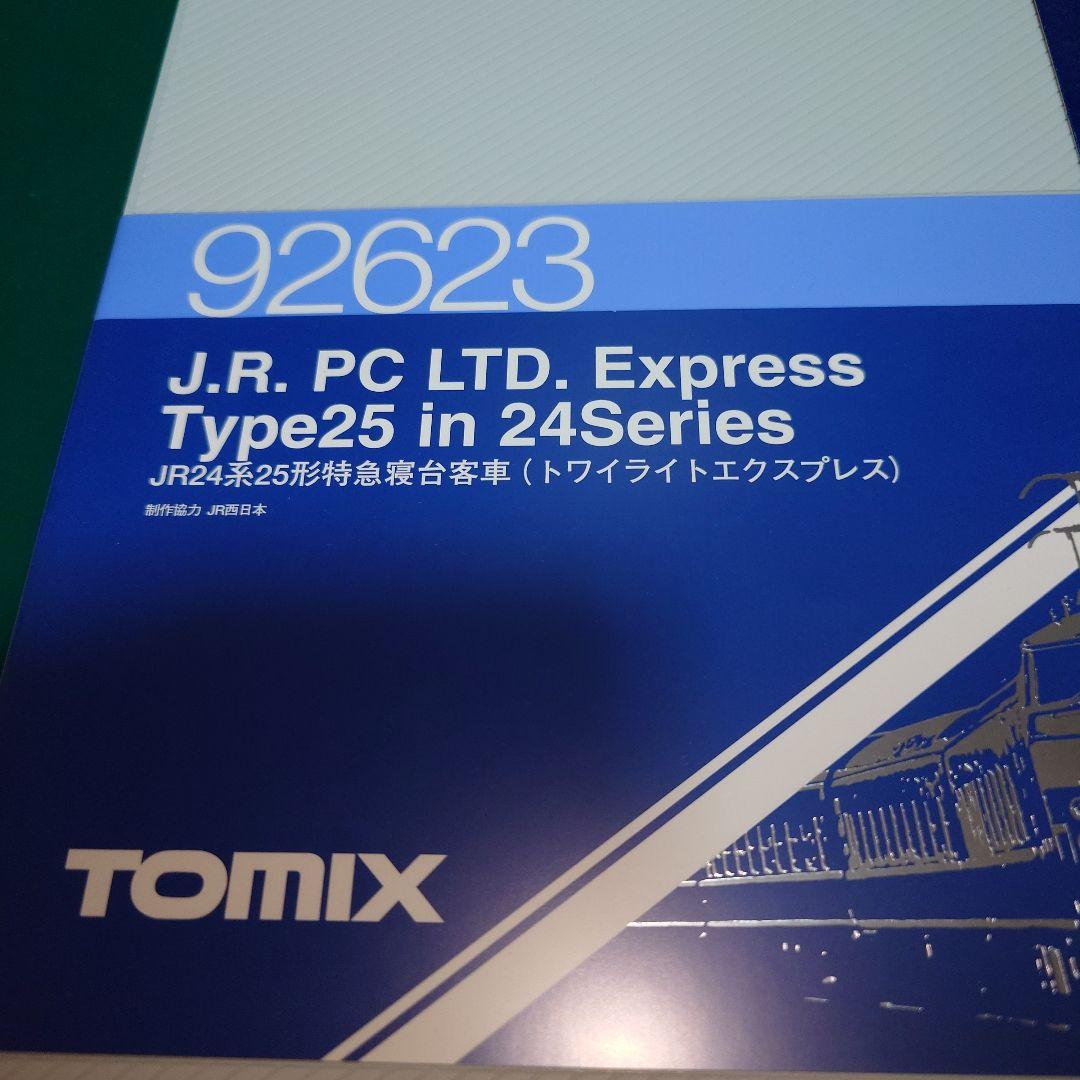 92623
J.R. PC LTD. Express
Type25 in 24Series
JR24系25形特急寝台客車（トワイライトエクスプレス）
制作協力 JR西日本
TOMIX